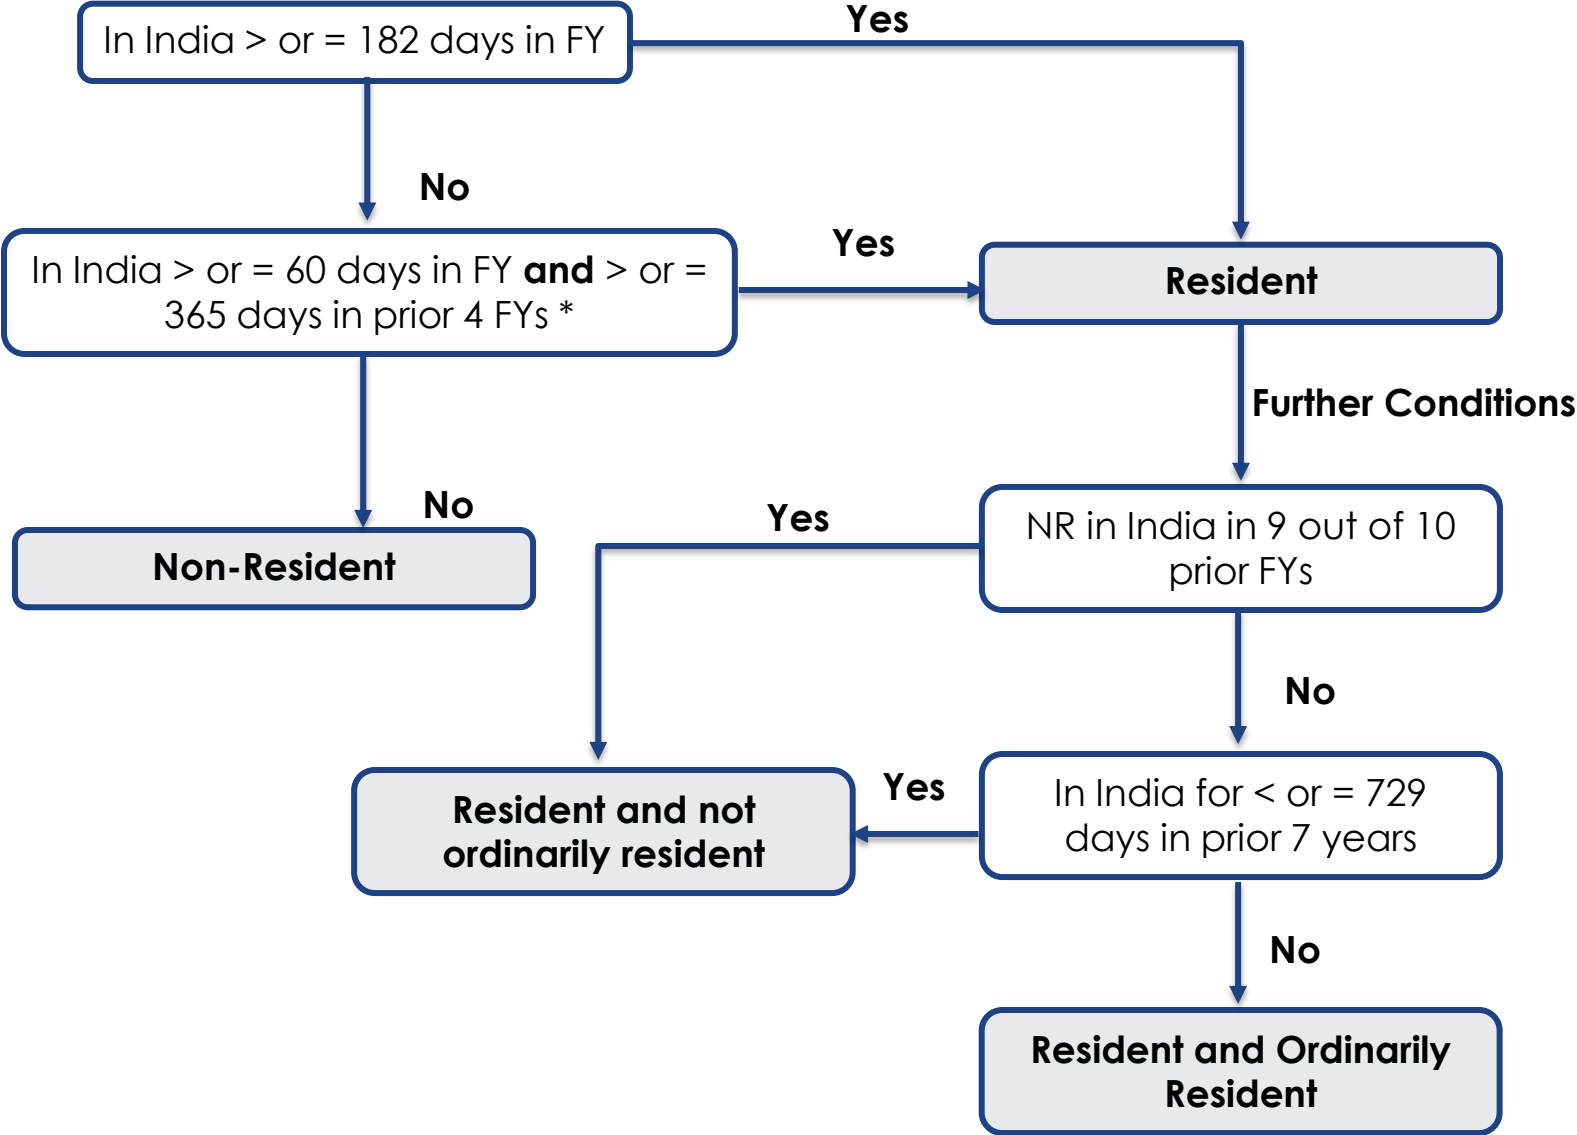 In India > or = 182 days in FY
Yes
No
In India > or = 60 days in FY and > or =
365 days in prior 4 FYs *
Yes
Resident
Further Conditions
No
Non-Resident
Yes
NR in India in 9 out of 10
prior FYs
No
Resident and not
ordinarily resident
Yes
In India for < or = 729
days in prior 7 years
No
Resident and Ordinarily
Resident